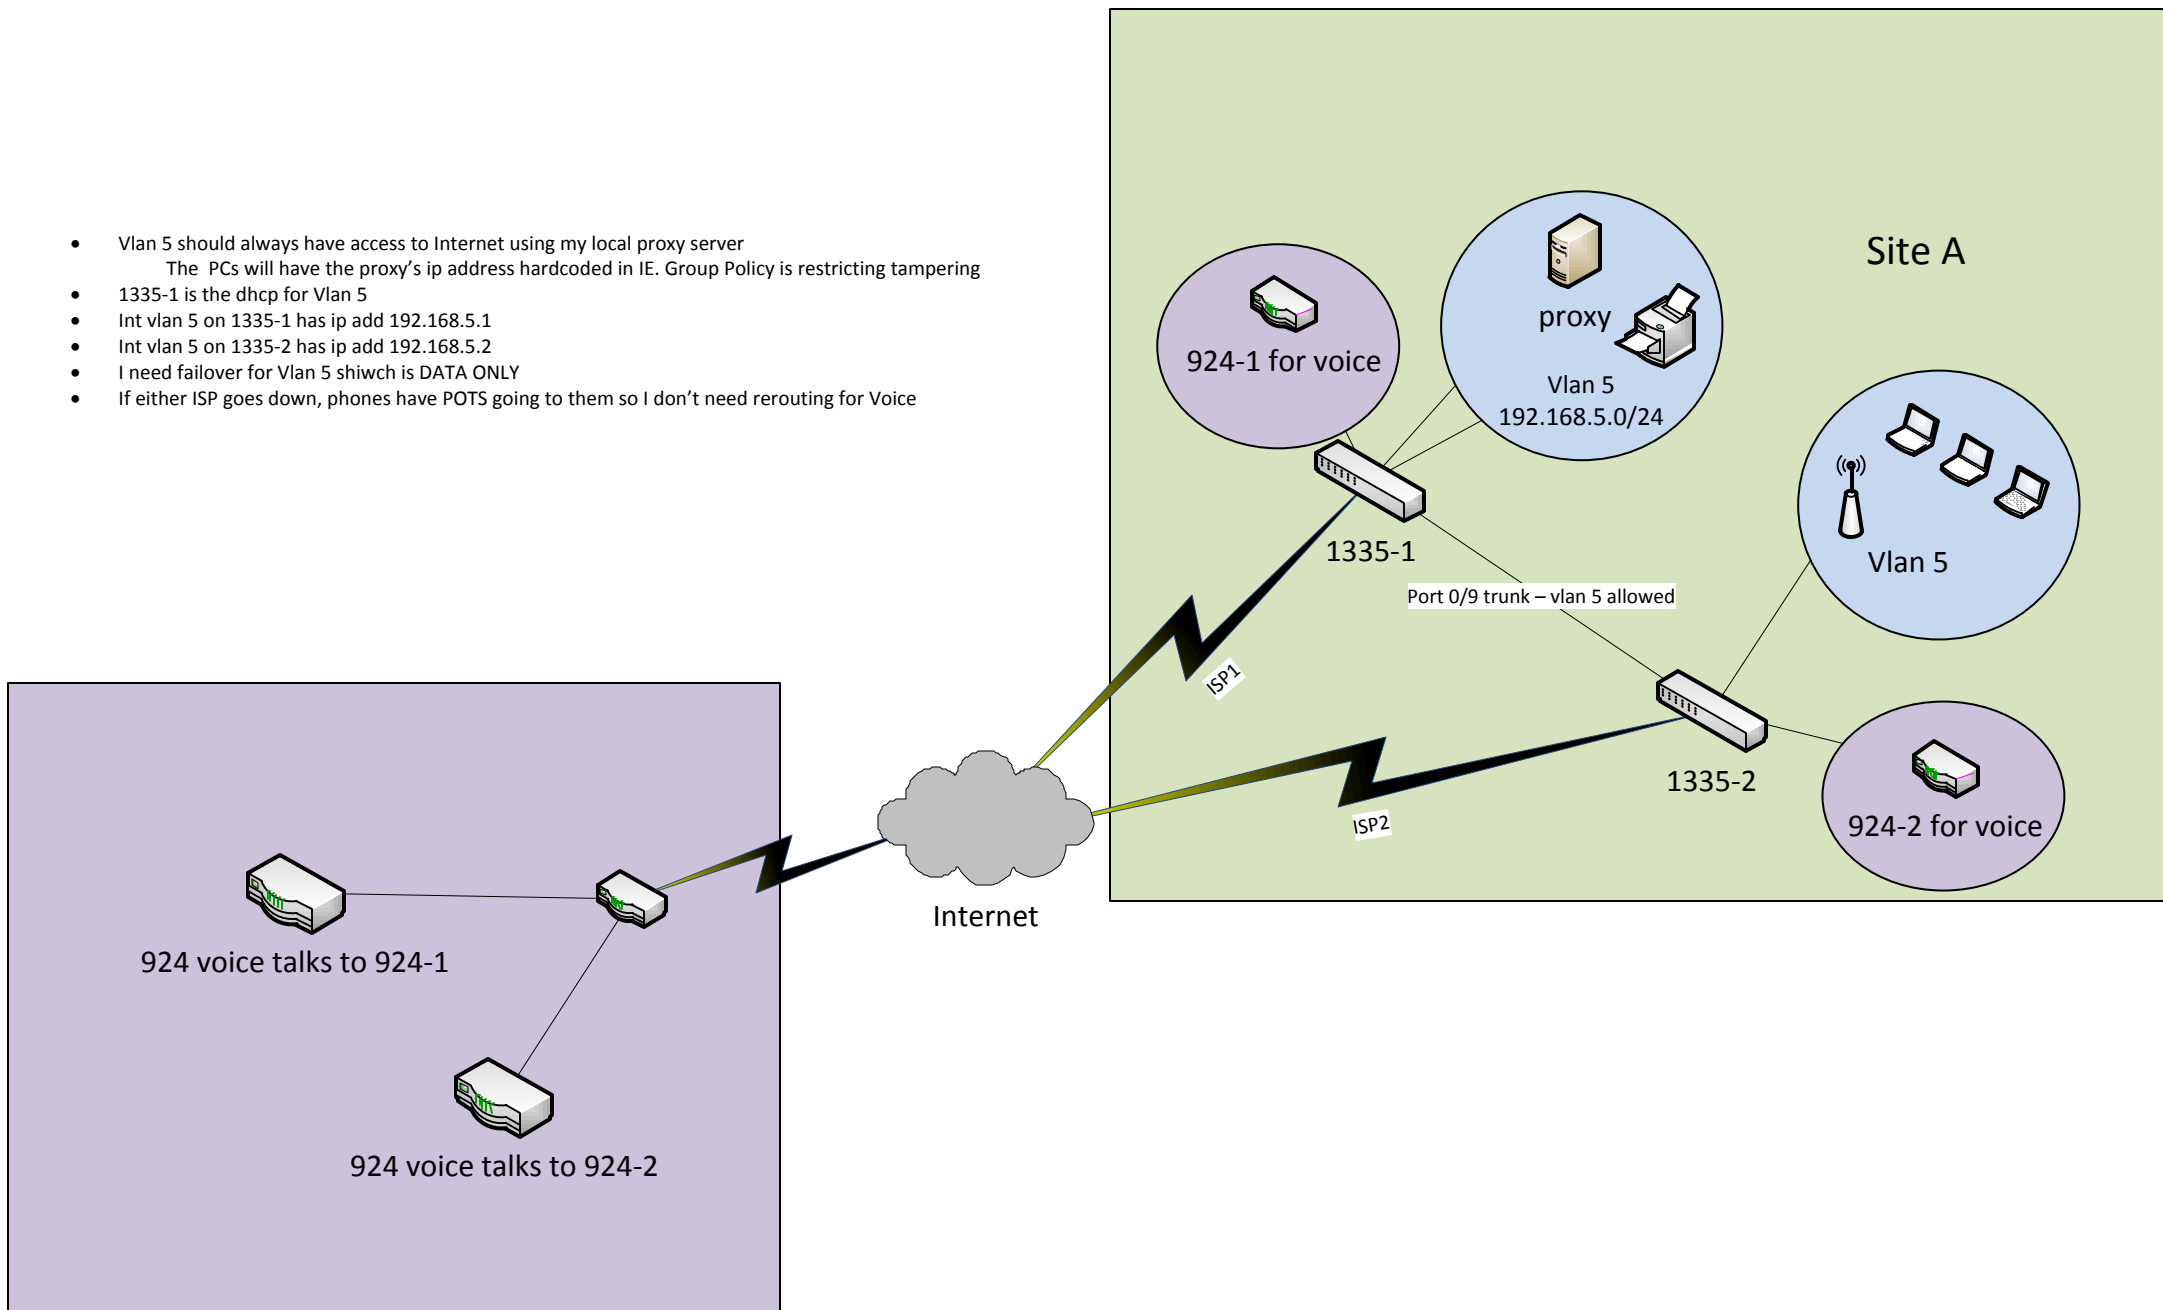 • Vlan 5 should always have access to Internet using my local proxy server
The PCs will have the proxy’s ip address hardcoded in IE. Group Policy is restricting tampering
• 1335-1 is the dhcp for Vlan 5
• Int vlan 5 on 1335-1 has ip add 192.168.5.1
• Int vlan 5 on 1335-2 has ip add 192.168.5.2
• I need failover for Vlan 5 shiwch is DATA ONLY
• If either ISP goes down, phones have POTS going to them so I don’t need rerouting for Voice
Site A
proxy
924-1 for voice
Vlan 5
192.168.5.0/24
1335-1
Vlan 5
Port 0/9 trunk – vlan 5 allowed
ISP1
1335-2
ISP2
924-2 for voice
Internet
924 voice talks to 924-1
924 voice talks to 924-2